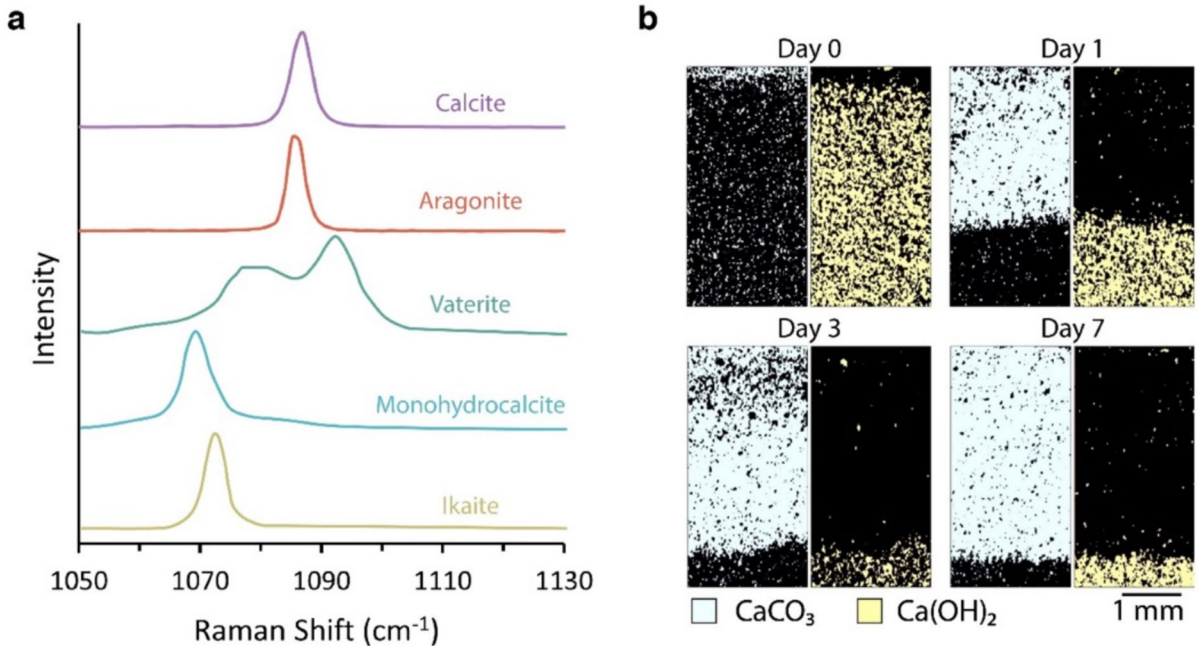 a
Calcite
Aragonite
Vaterite
Monohydrocalcite
Ikaite
Intensity
1050 1070 1090 1110 1130
Raman Shift (cm⁻¹)
b
Day 0 Day 1
Day 3 Day 7
CaCO₃ Ca(OH)₂ 1 mm